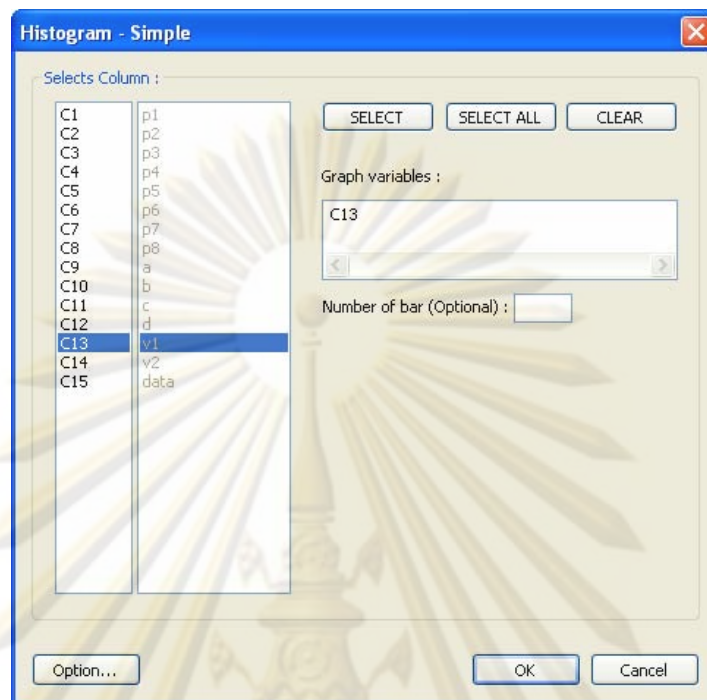 Histogram - Simple
Selects Column :
C1 p1
C2 p2
C3 p3
C4 p4
C5 p5
C6 p6
C7 p7
C8 p8
C9 a
C10 b
C11 c
C12 d
C13 v1
C14 v2
C15 data
SELECT SELECT ALL CLEAR
Graph variables :
C13
Number of bar (Optional) :
Option... OK Cancel